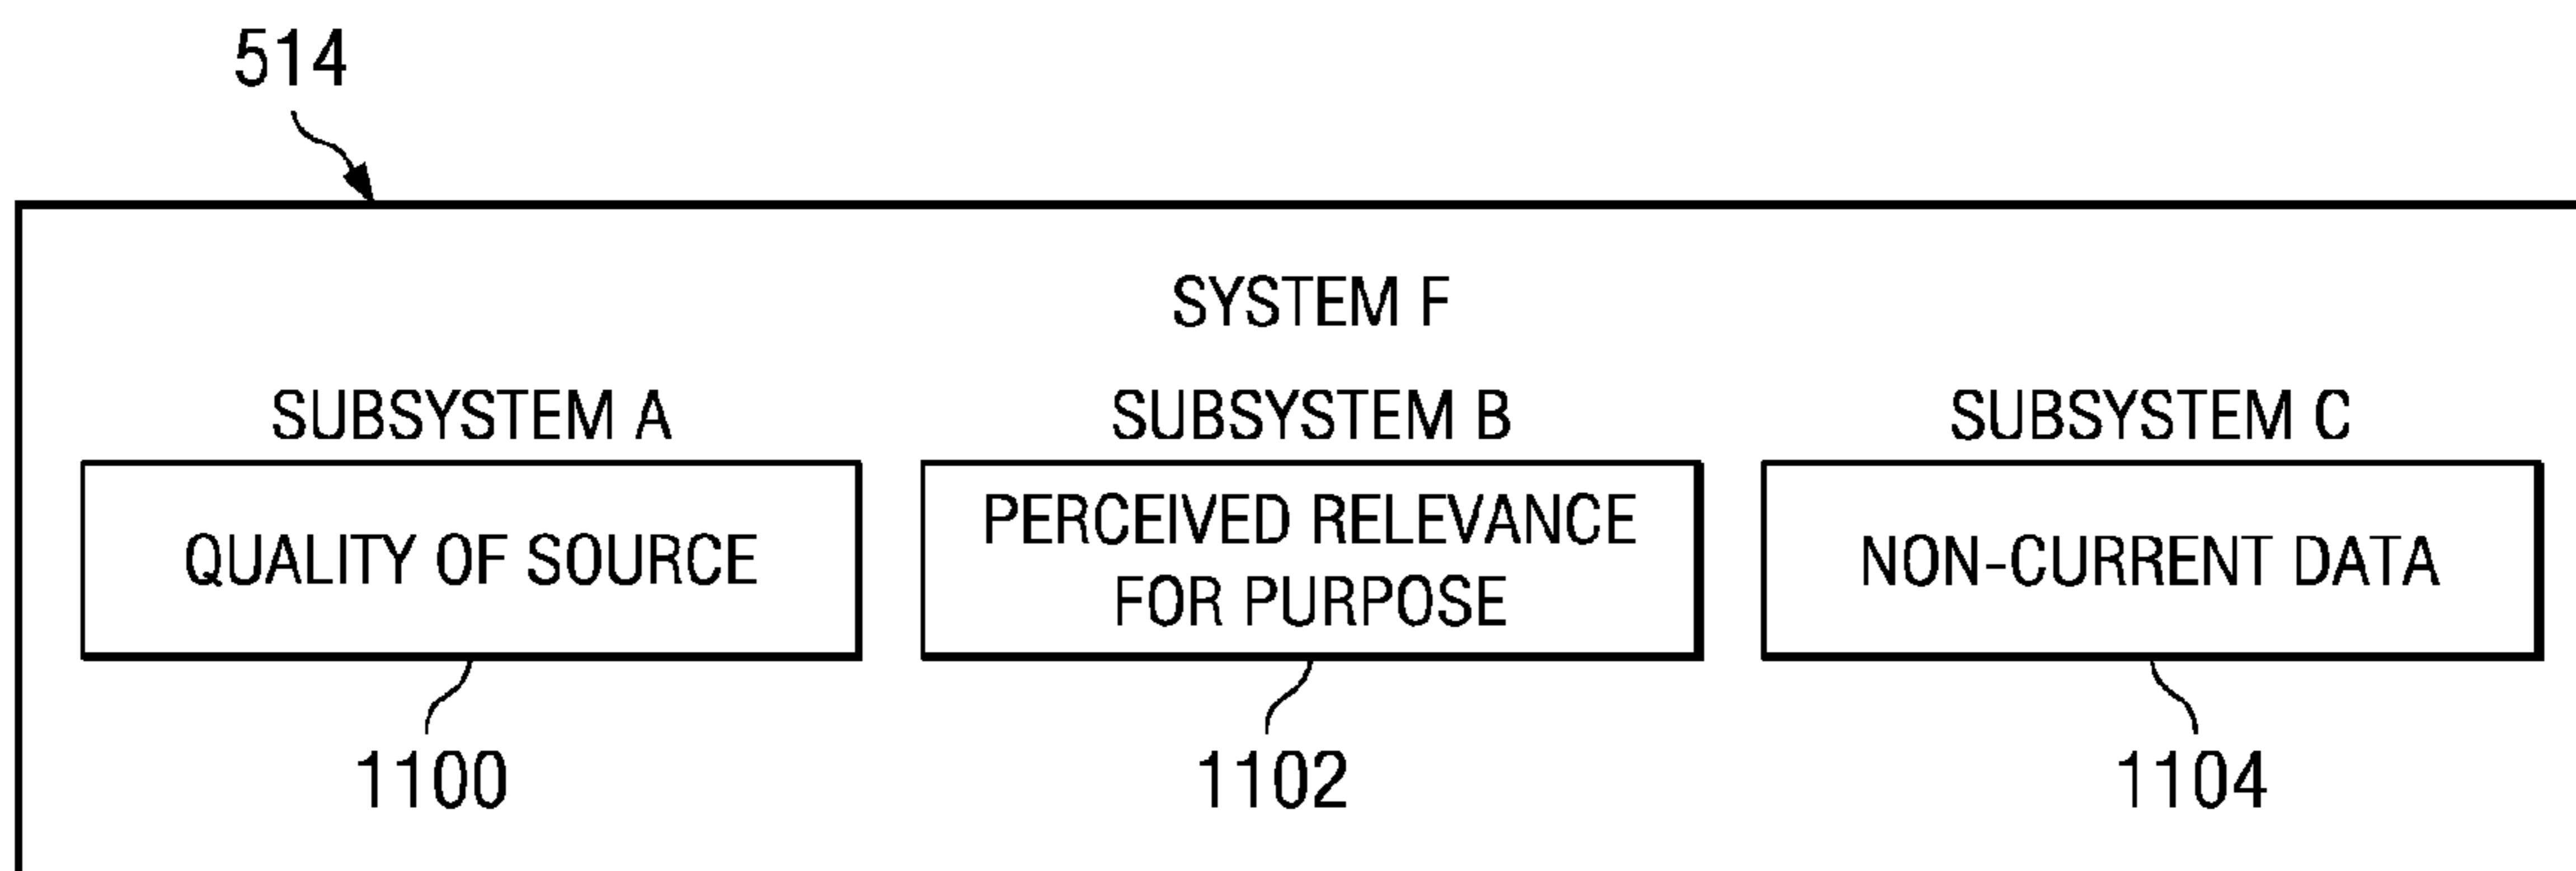 514
SYSTEM F
SUBSYSTEM A SUBSYSTEM B SUBSYSTEM C
QUALITY OF SOURCE
PERCEIVED RELEVANCE
FOR PURPOSE
NON-CURRENT DATA
1100 1102 1104